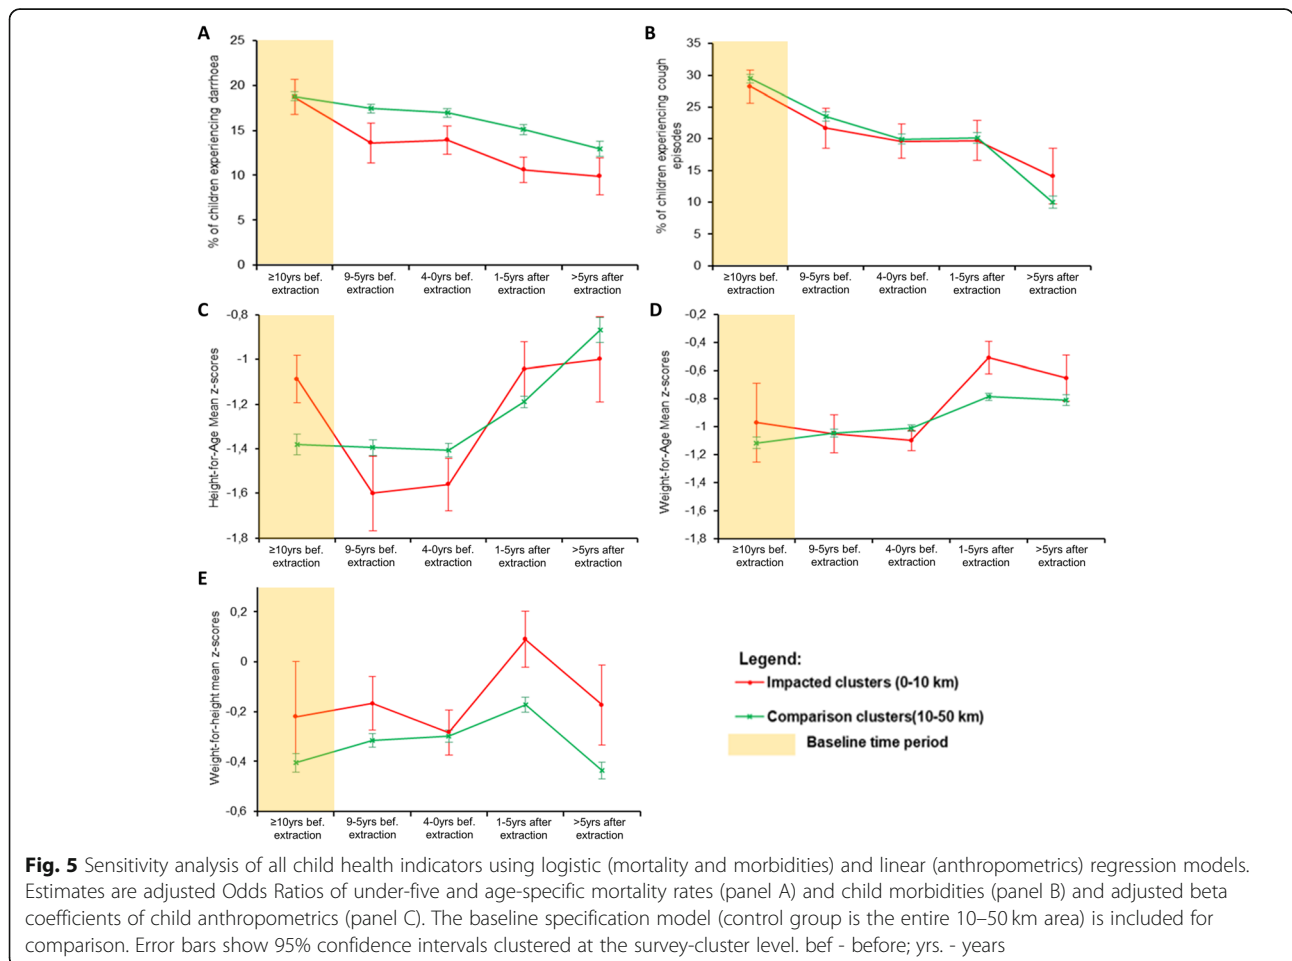 A
25
20
15
10
5
0
% of children experiencing darrhoea
≥10yrs bef. extraction
9-5yrs bef. extraction
4-0yrs bef. extraction
1-5yrs after extraction
>5yrs after extraction
B
35
30
25
20
15
10
5
0
% of children experiencing cough
episodes
≥10yrs bef. extraction
9-5yrs bef. extraction
4-0yrs bef. extraction
1-5yrs after extraction
>5yrs after extraction
C
-0,8
-1
-1,2
-1,4
-1,6
-1,8
Height-for-Age Mean z-scores
≥10yrs bef. extraction
9-5yrs bef. extraction
4-0yrs bef. extraction
1-5yrs after extraction
>5yrs after extraction
D
-0,2
-0,4
-0,6
-0,8
-1
-1,2
-1,4
-1,6
-1,8
Weight-for-Age Mean z-scores
≥10yrs bef. extraction
9-5yrs bef. extraction
4-0yrs bef. extraction
1-5yrs after extraction
>5yrs after extraction
E
0,2
0
-0,2
-0,4
-0,6
Weight-for-height mean z-scores
≥10yrs bef. extraction
9-5yrs bef. extraction
4-0yrs bef. extraction
1-5yrs after extraction
>5yrs after extraction
Legend:
Impacted clusters (0-10 km)
Comparison clusters(10-50 km)
Baseline time period
Fig. 5 Sensitivity analysis of all child health indicators using logistic (mortality and morbidities) and linear (anthropometrics) regression models.
Estimates are adjusted Odds Ratios of under-five and age-specific mortality rates (panel A) and child morbidities (panel B) and adjusted beta
coefficients of child anthropometrics (panel C). The baseline specification model (control group is the entire 10–50 km area) is included for
comparison. Error bars show 95% confidence intervals clustered at the survey-cluster level. bef - before; yrs. - years